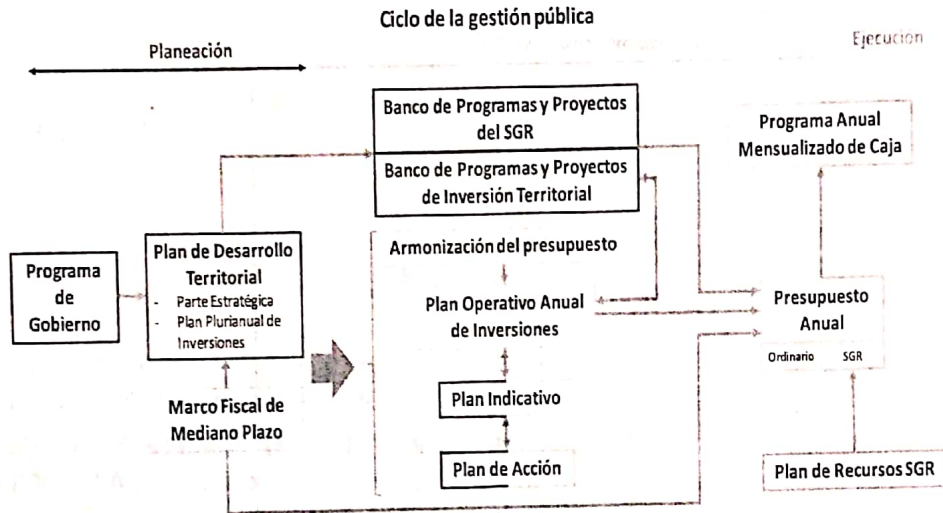 Ciclo de la gestión pública
Planeación
Ejecución
Banco de Programas y Proyectos
del SGR
Banco de Programas y Proyectos
de Inversión Territorial
Programa Anual
Mensualizado de Caja
Programa
de
Gobierno
Plan de Desarrollo
Territorial
- Parte Estratégica
- Plan Plurianual de
Inversiones
Marco Fiscal de
Mediano Plazo
Armonización del presupuesto
Plan Operativo Anual
de Inversiones
Plan Indicativo
Plan de Acción
Presupuesto
Anual
Ordinario SGR
Plan de Recursos SGR